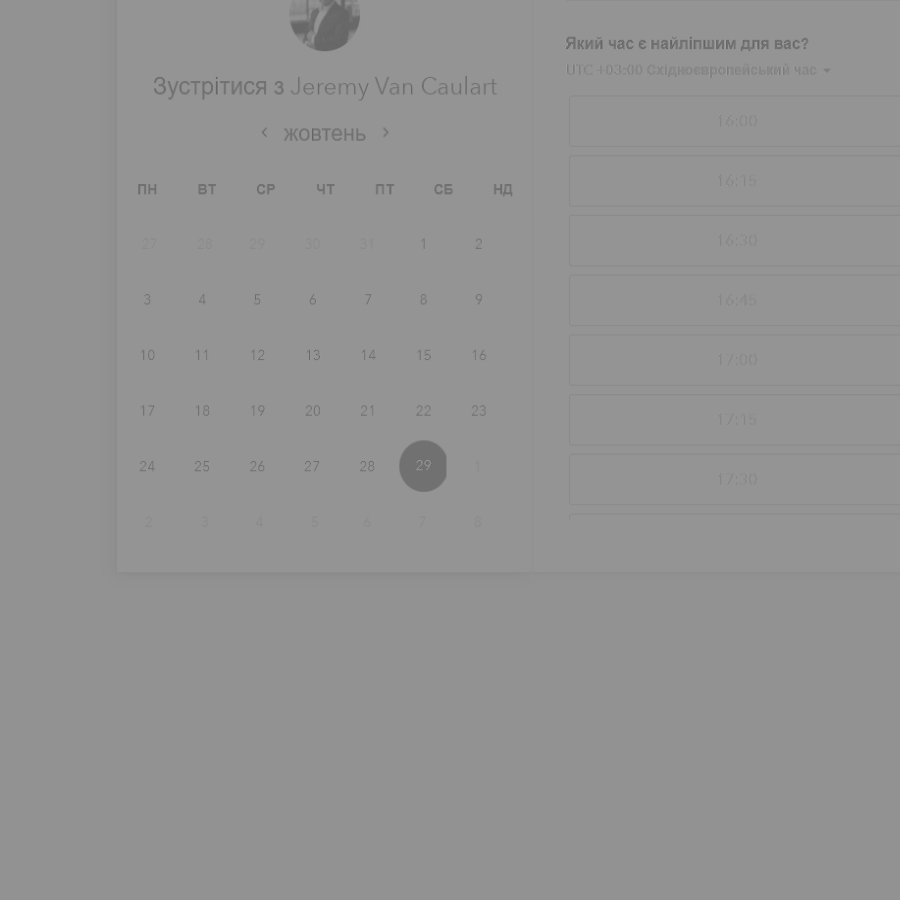 Зустрітися з Jeremy Van Caulart
жовтень
ПН ВТ СР ЧТ ПТ СБ НД
27 28 29 30 31 1 2
3 4 5 6 7 8 9
10 11 12 13 14 15 16
17 18 19 20 21 22 23
24 25 26 27 28 29 1
2 3 4 5 6 7 8
Який час є найліпшим для вас?
UTC +03:00 Східноєвропейський час
16:00
16:15
16:30
16:45
17:00
17:15
17:30